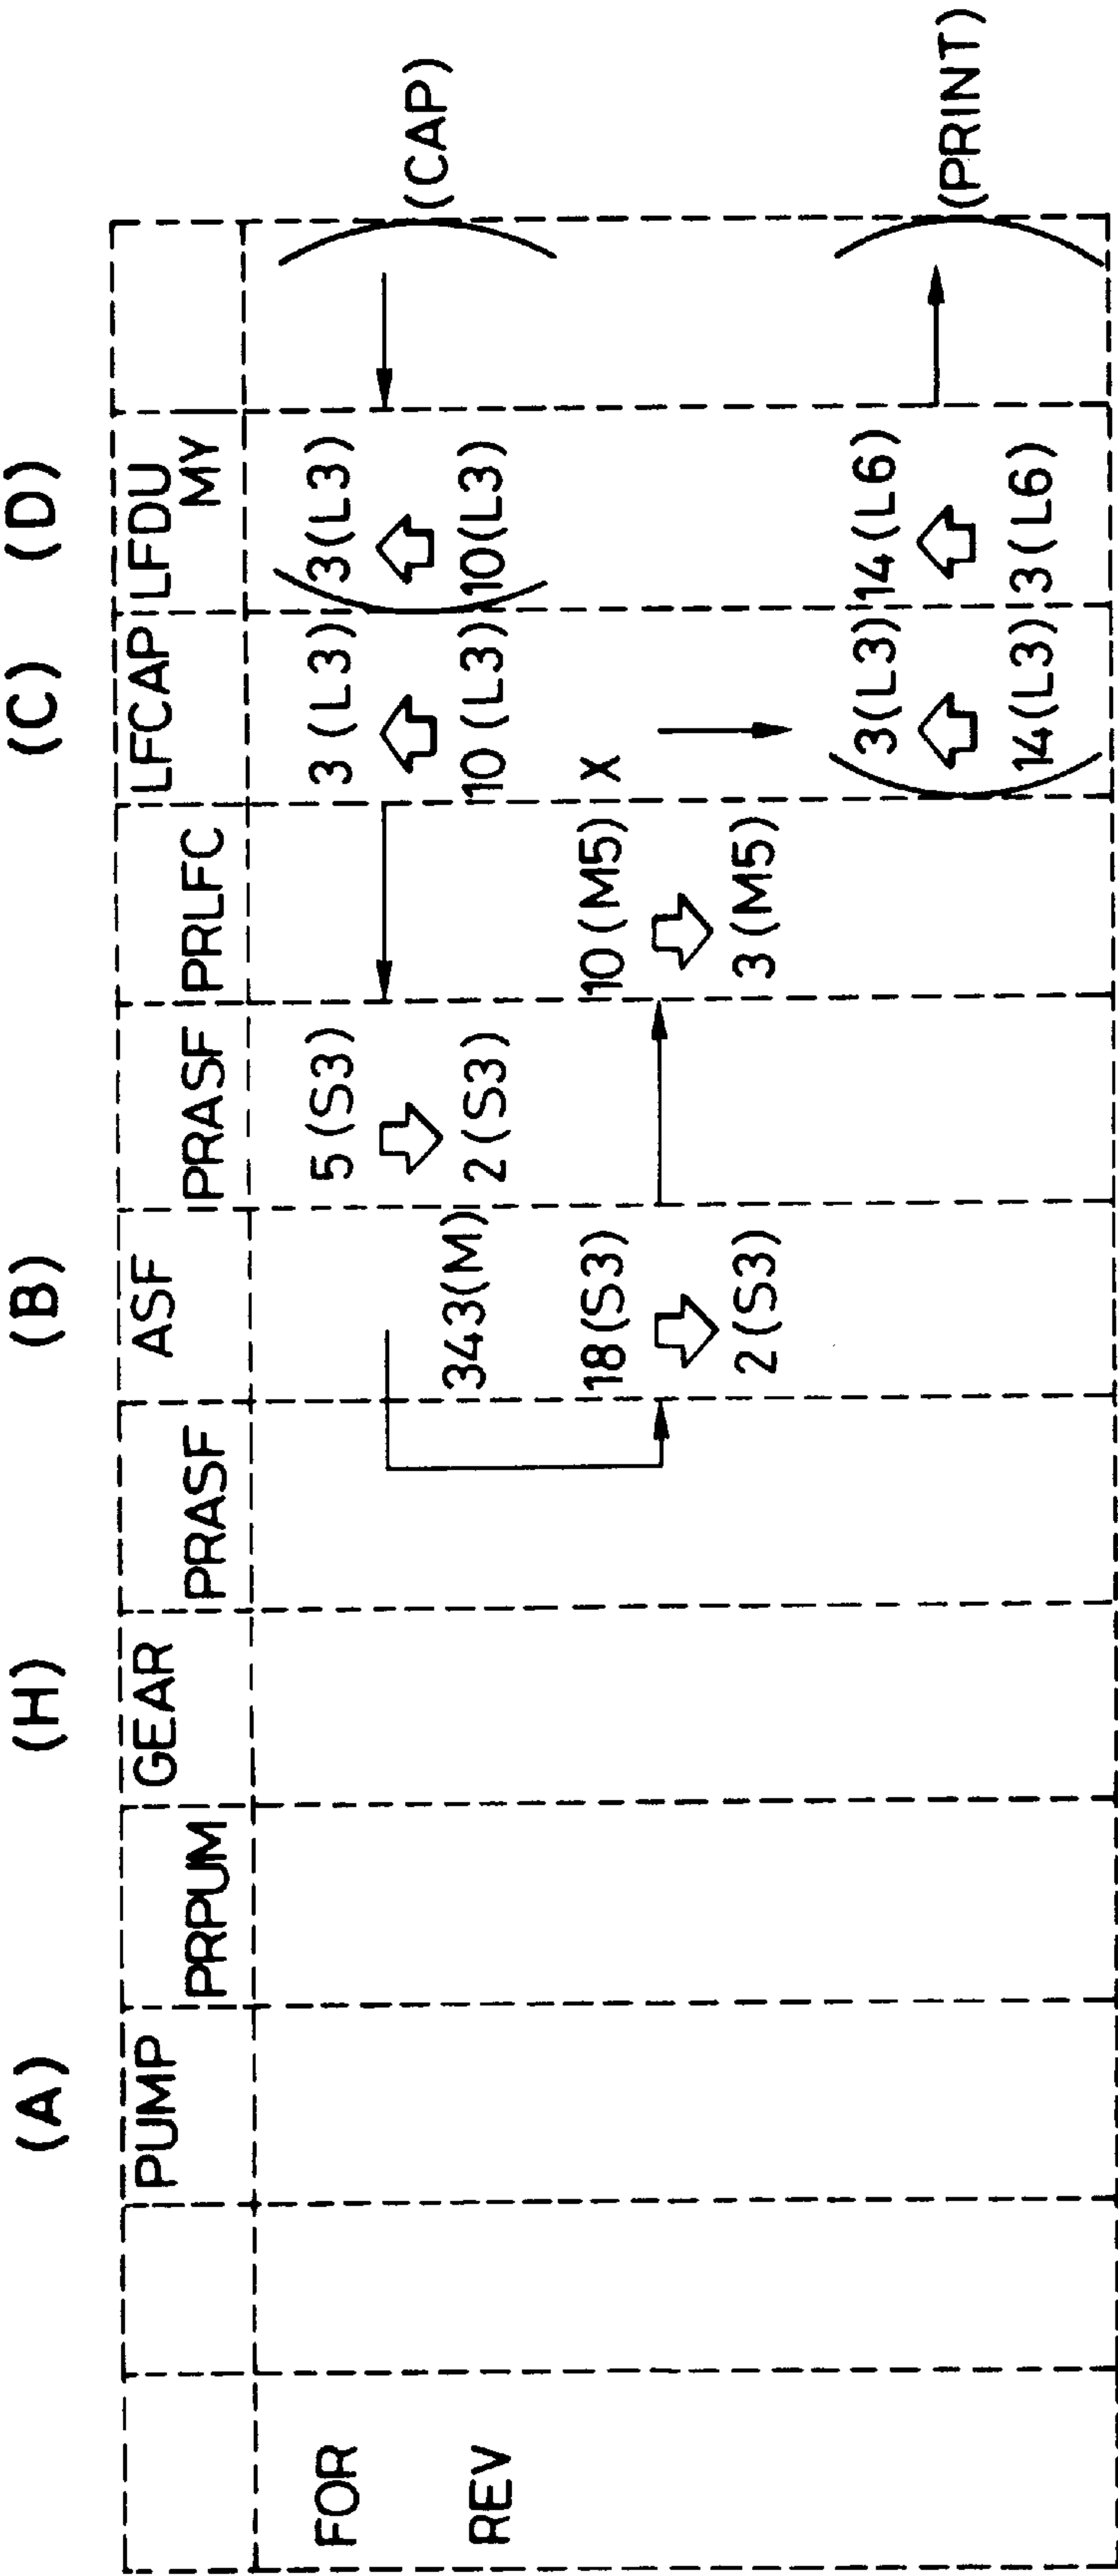 (A) (H) (B) (C) (D)
PUMP GEAR ASF LFCAP LFDU
PRPUM PRASF PRASF PRLFC MY
FOR 5(S3) 3(L3) 3(L3)
(CAP)
REV 343(M) 2(S3) 10(L3) 10(L3)
18(S3) 10(M5) X
2(S3) 3(M5)
3(L3) 14(L6)
(PRINT)
14(L3) 3(L6)